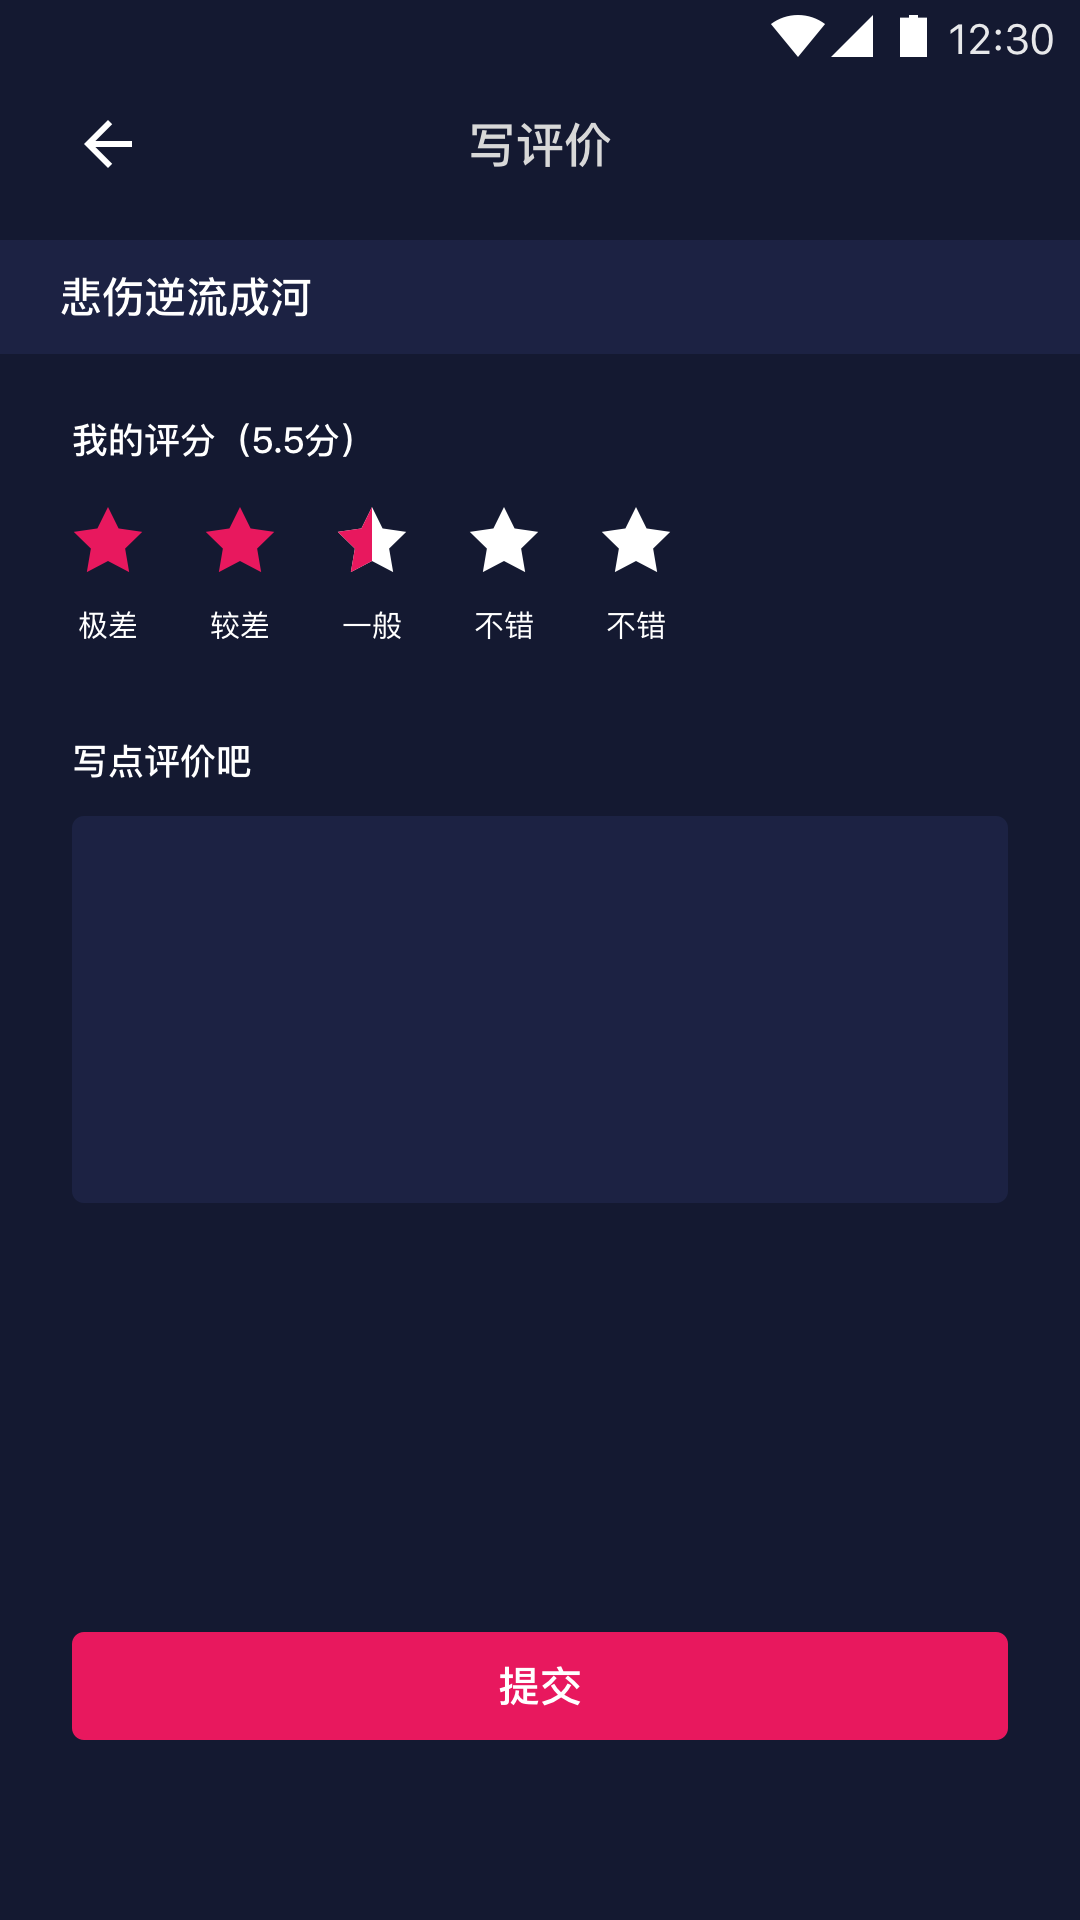 12:30
写评价
悲伤逆流成河
我的评分（5.5分）
极差 较差 一般 不错 不错
写点评价吧
提交